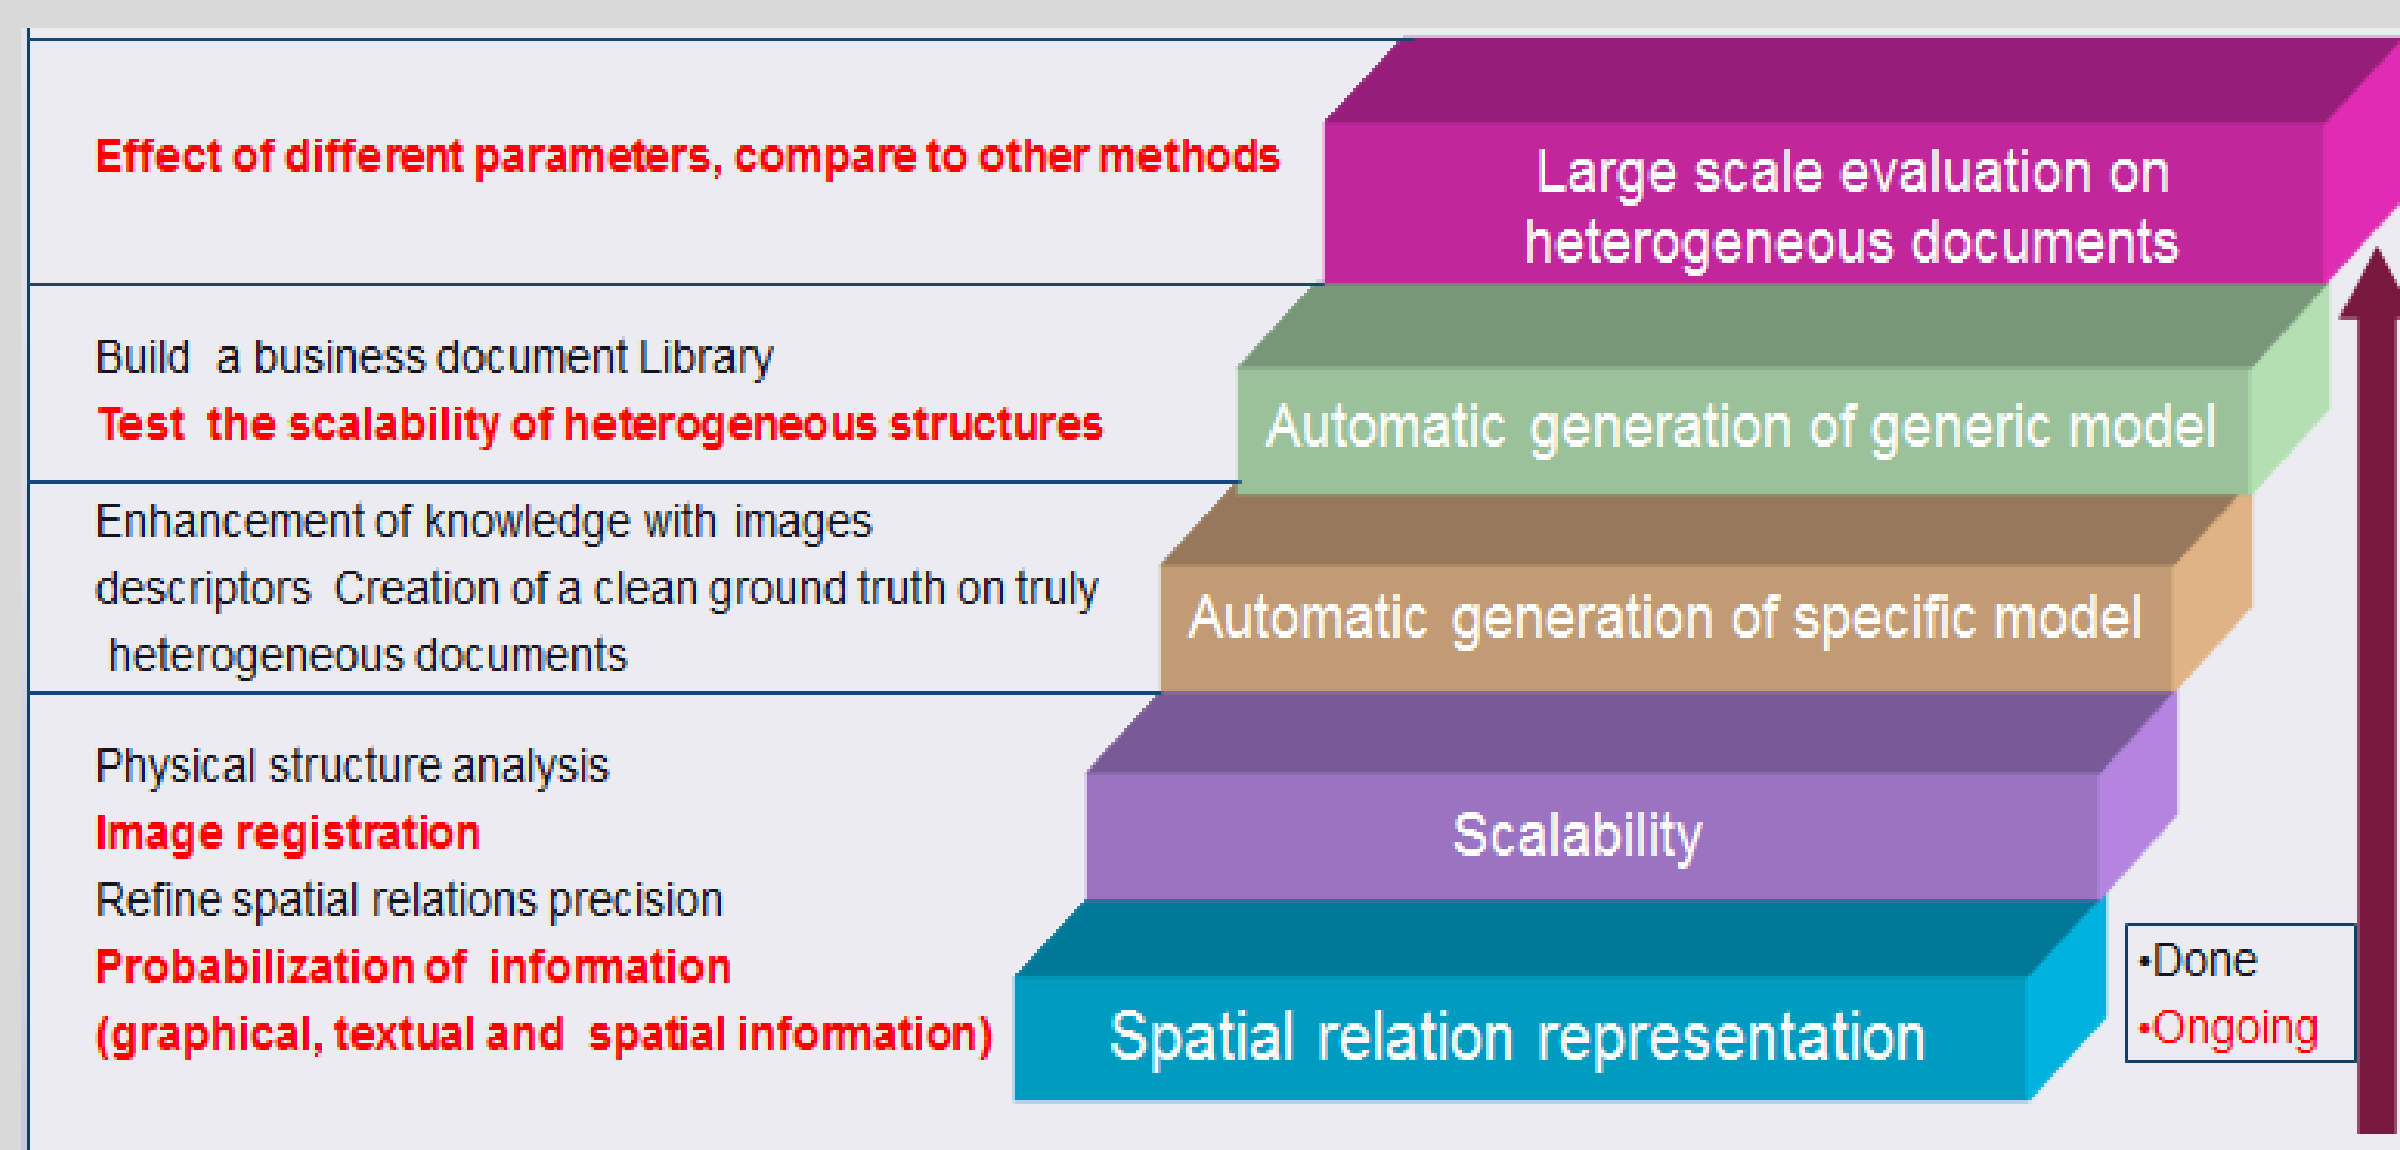 Effect of different parameters, compare to other methods
Large scale evaluation on
heterogeneous documents
Build a business document Library
Test the scalability of heterogeneous structures
Automatic generation of generic model
Enhancement of knowledge with images
descriptors Creation of a clean ground truth on truly
heterogeneous documents
Automatic generation of specific model
Physical structure analysis
Image registration
Refine spatial relations precision
Probabilization of information
(graphical, textual and spatial information)
Scalability
Spatial relation representation
•Done
•Ongoing